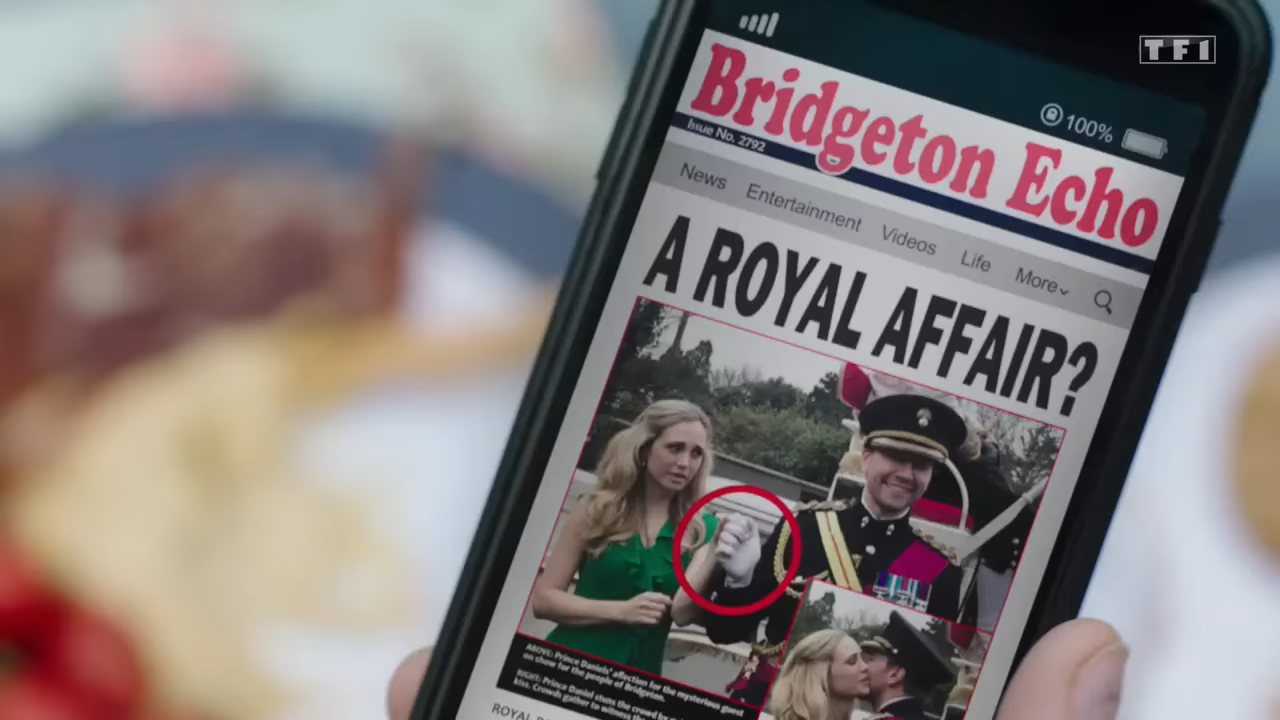 TF1
100%
Bridgeton Echo
Issue No. 2792
News Entertainment Videos Life More
A ROYAL AFFAIR?
ABOVE: Prince Daniels' affection for the mysterious guest
on show for the people of Bridgeton.
RIGHT: Prince Daniel stuns the crowd by
kiss. Crowds gather to witness the
ROYAL